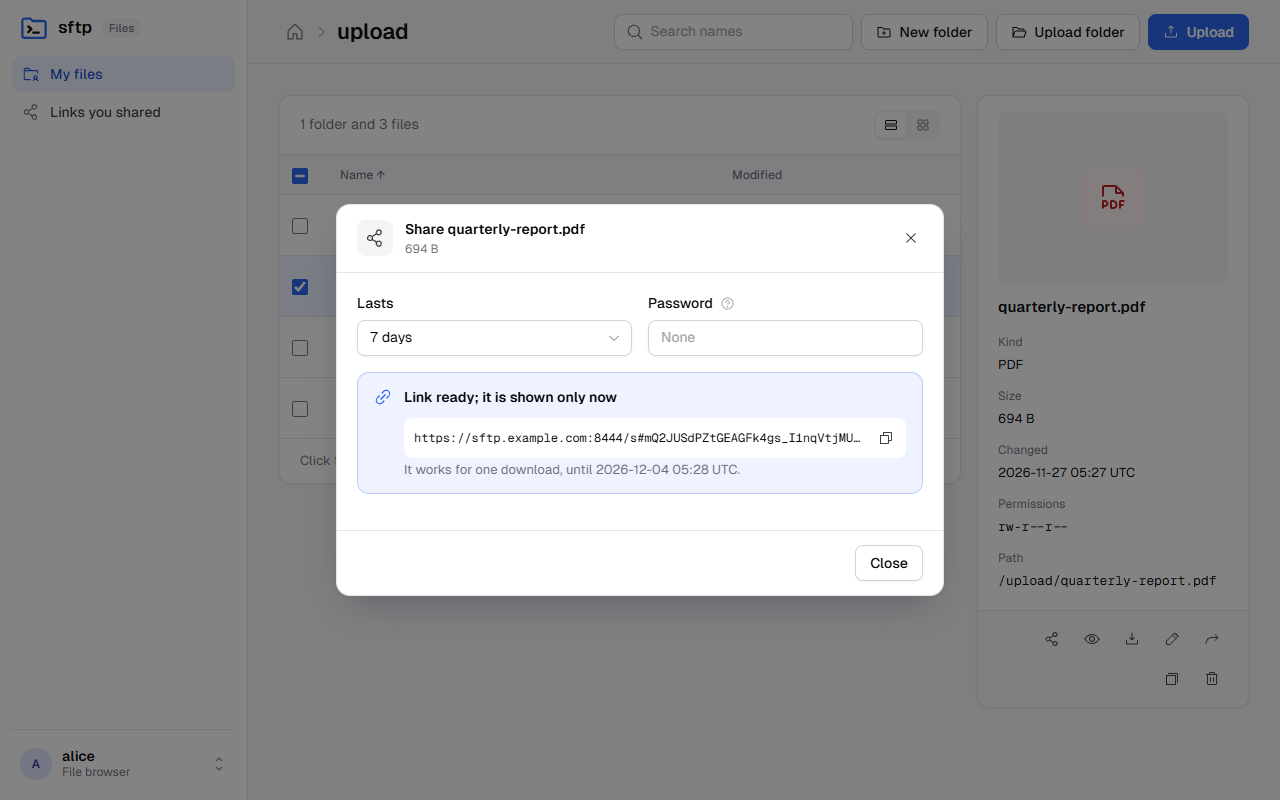 sftp Files
My files
Links you shared
alice
A
File browser
upload
Search names
New folder
Upload folder
Upload
1 folder and 3 files
Name ↑ Modified
Click
Share quarterly-report.pdf
694 B
Lasts
Password
7 days
None
Link ready; it is shown only now
https://sftp.example.com:8444/s#mQ2JUSdPZtGEAGFk4gs_I1nqVtjMU…
It works for one download, until 2026-12-04 05:28 UTC.
Close
PDF
quarterly-report.pdf
Kind
PDF
Size
694 B
Changed
2026-11-27 05:27 UTC
Permissions
rw-r--r--
Path
/upload/quarterly-report.pdf